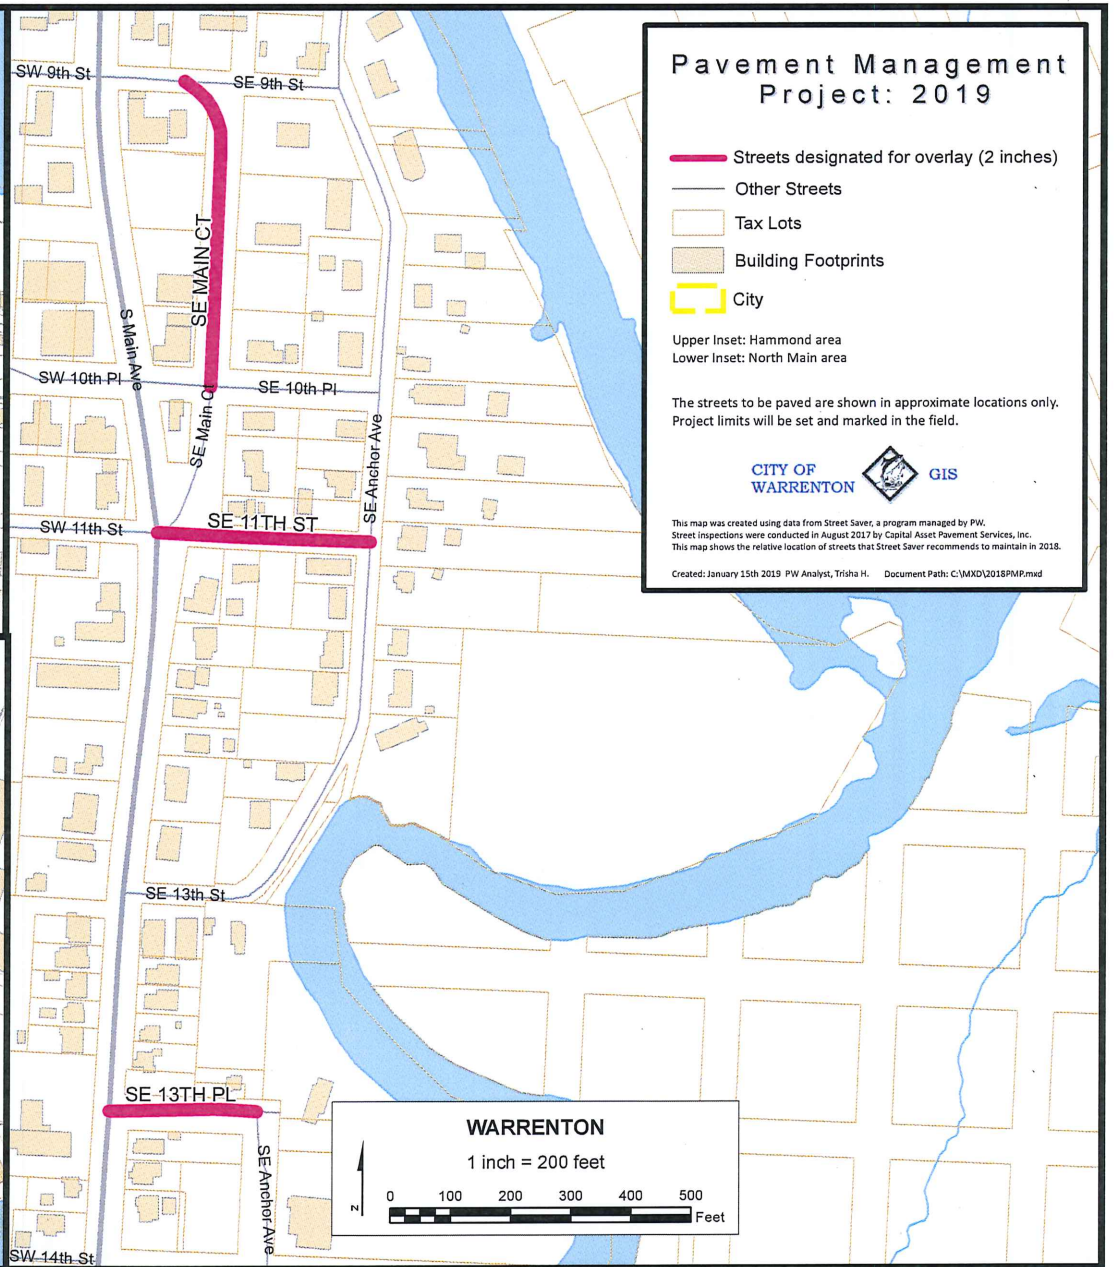 Pavement Management
Project: 2019
Streets designated for overlay (2 inches)
Other Streets
Tax Lots
Building Footprints
City
Upper Inset: Hammond area
Lower Inset: North Main area
The streets to be paved are shown in approximate locations only.
Project limits will be set and marked in the field.
CITY OF
WARRENTON
GIS
This map was created using data from Street Saver, a program managed by PW.
Street inspections were conducted in August 2017 by Capital Asset Pavement Services, Inc.
This map shows the relative location of streets that Street Saver recommends to maintain in 2018.
Created: January 15th 2019 PW Analyst, Trisha H. Document Path: C:\MXD\2018PMP.mxd
SW 9th St
SE 9th St
SE MAIN CT
S Main Ave
SW 10th Pl
SE 10th Pl
SE Main Ct
SE Anchor Ave
SW 11th St
SE 11TH ST
SE 13th St
SE 13TH PL
SE Anchor Ave
SW 14th St
WARRENTON
1 inch = 200 feet
N
0 100 200 300 400 500
Feet